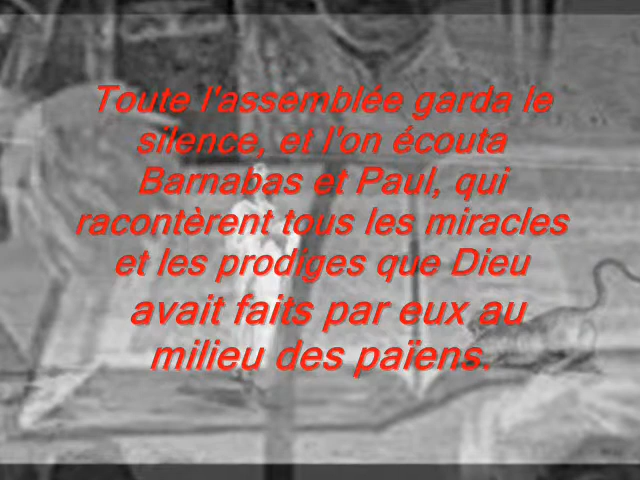 Toute l'assemblée garda le
silence, et l'on écouta
Barnabas et Paul, qui
racontèrent tous les miracles
et les prodiges que Dieu
avait faits par eux au
milieu des païens.